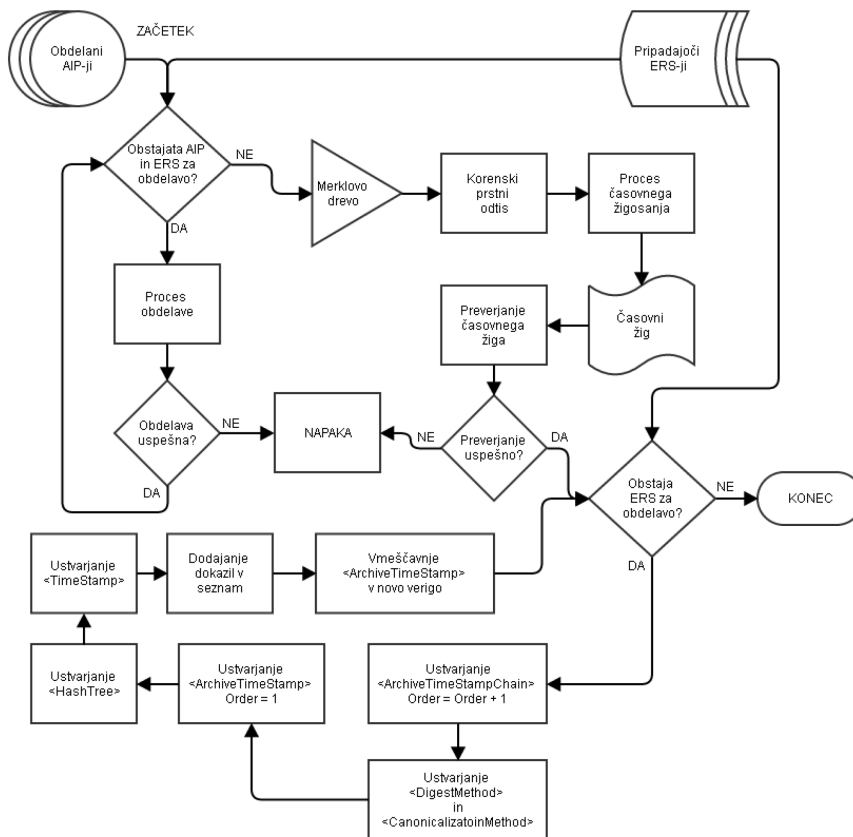 ZAČETEK
Obdelani
AIP-ji
Pripadajoči
ERS-ji
Obstajata AIP
in ERS za
obdelavo?
NE
DA
Merklovo
drevo
Korenski
prstni
odtis
Proces
časovnega
žigosanja
Proces
obdelave
Preverjanje
časovnega
žiga
Časovni
žig
Obdelava
uspešna?
NE
DA
NAPAKA
NE
Preverjanje
uspešno?
DA
Obstaja
ERS za
obdelavo?
NE
DA
KONEC
Ustvarjanje
<TimeStamp>
Dodajanje
dokazil v
seznam
Vmeščavnje
<ArchiveTimeStamp>
v novo verigo
Ustvarjanje
<HashTree>
Ustvarjanje
<ArchiveTimeStamp>
Order = 1
Ustvarjanje
<ArchiveTimeStampChain>
Order = Order + 1
Ustvarjanje
<DigestMethod>
in
<CanonicalizatoinMethod>